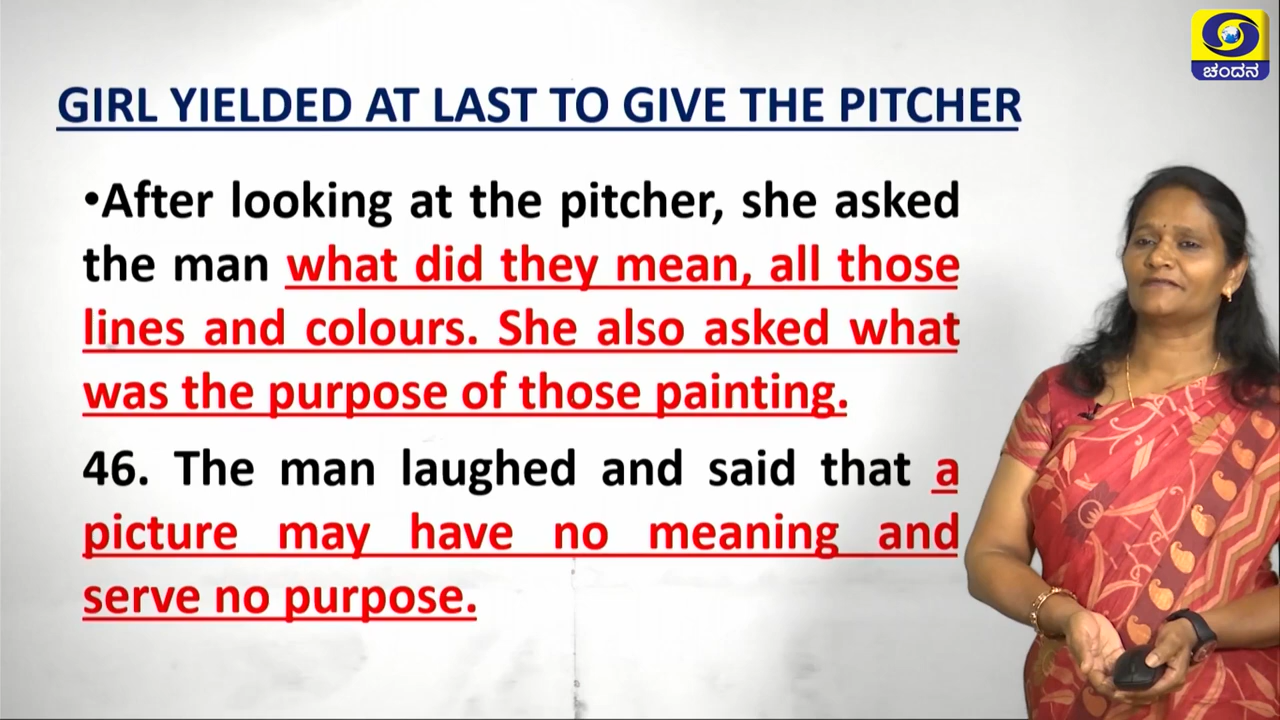 ಚಂದನ
GIRL YIELDED AT LAST TO GIVE THE PITCHER
•After looking at the pitcher, she asked
the man what did they mean, all those
lines and colours. She also asked what
was the purpose of those painting.
46. The man laughed and said that a
picture may have no meaning and
serve no purpose.